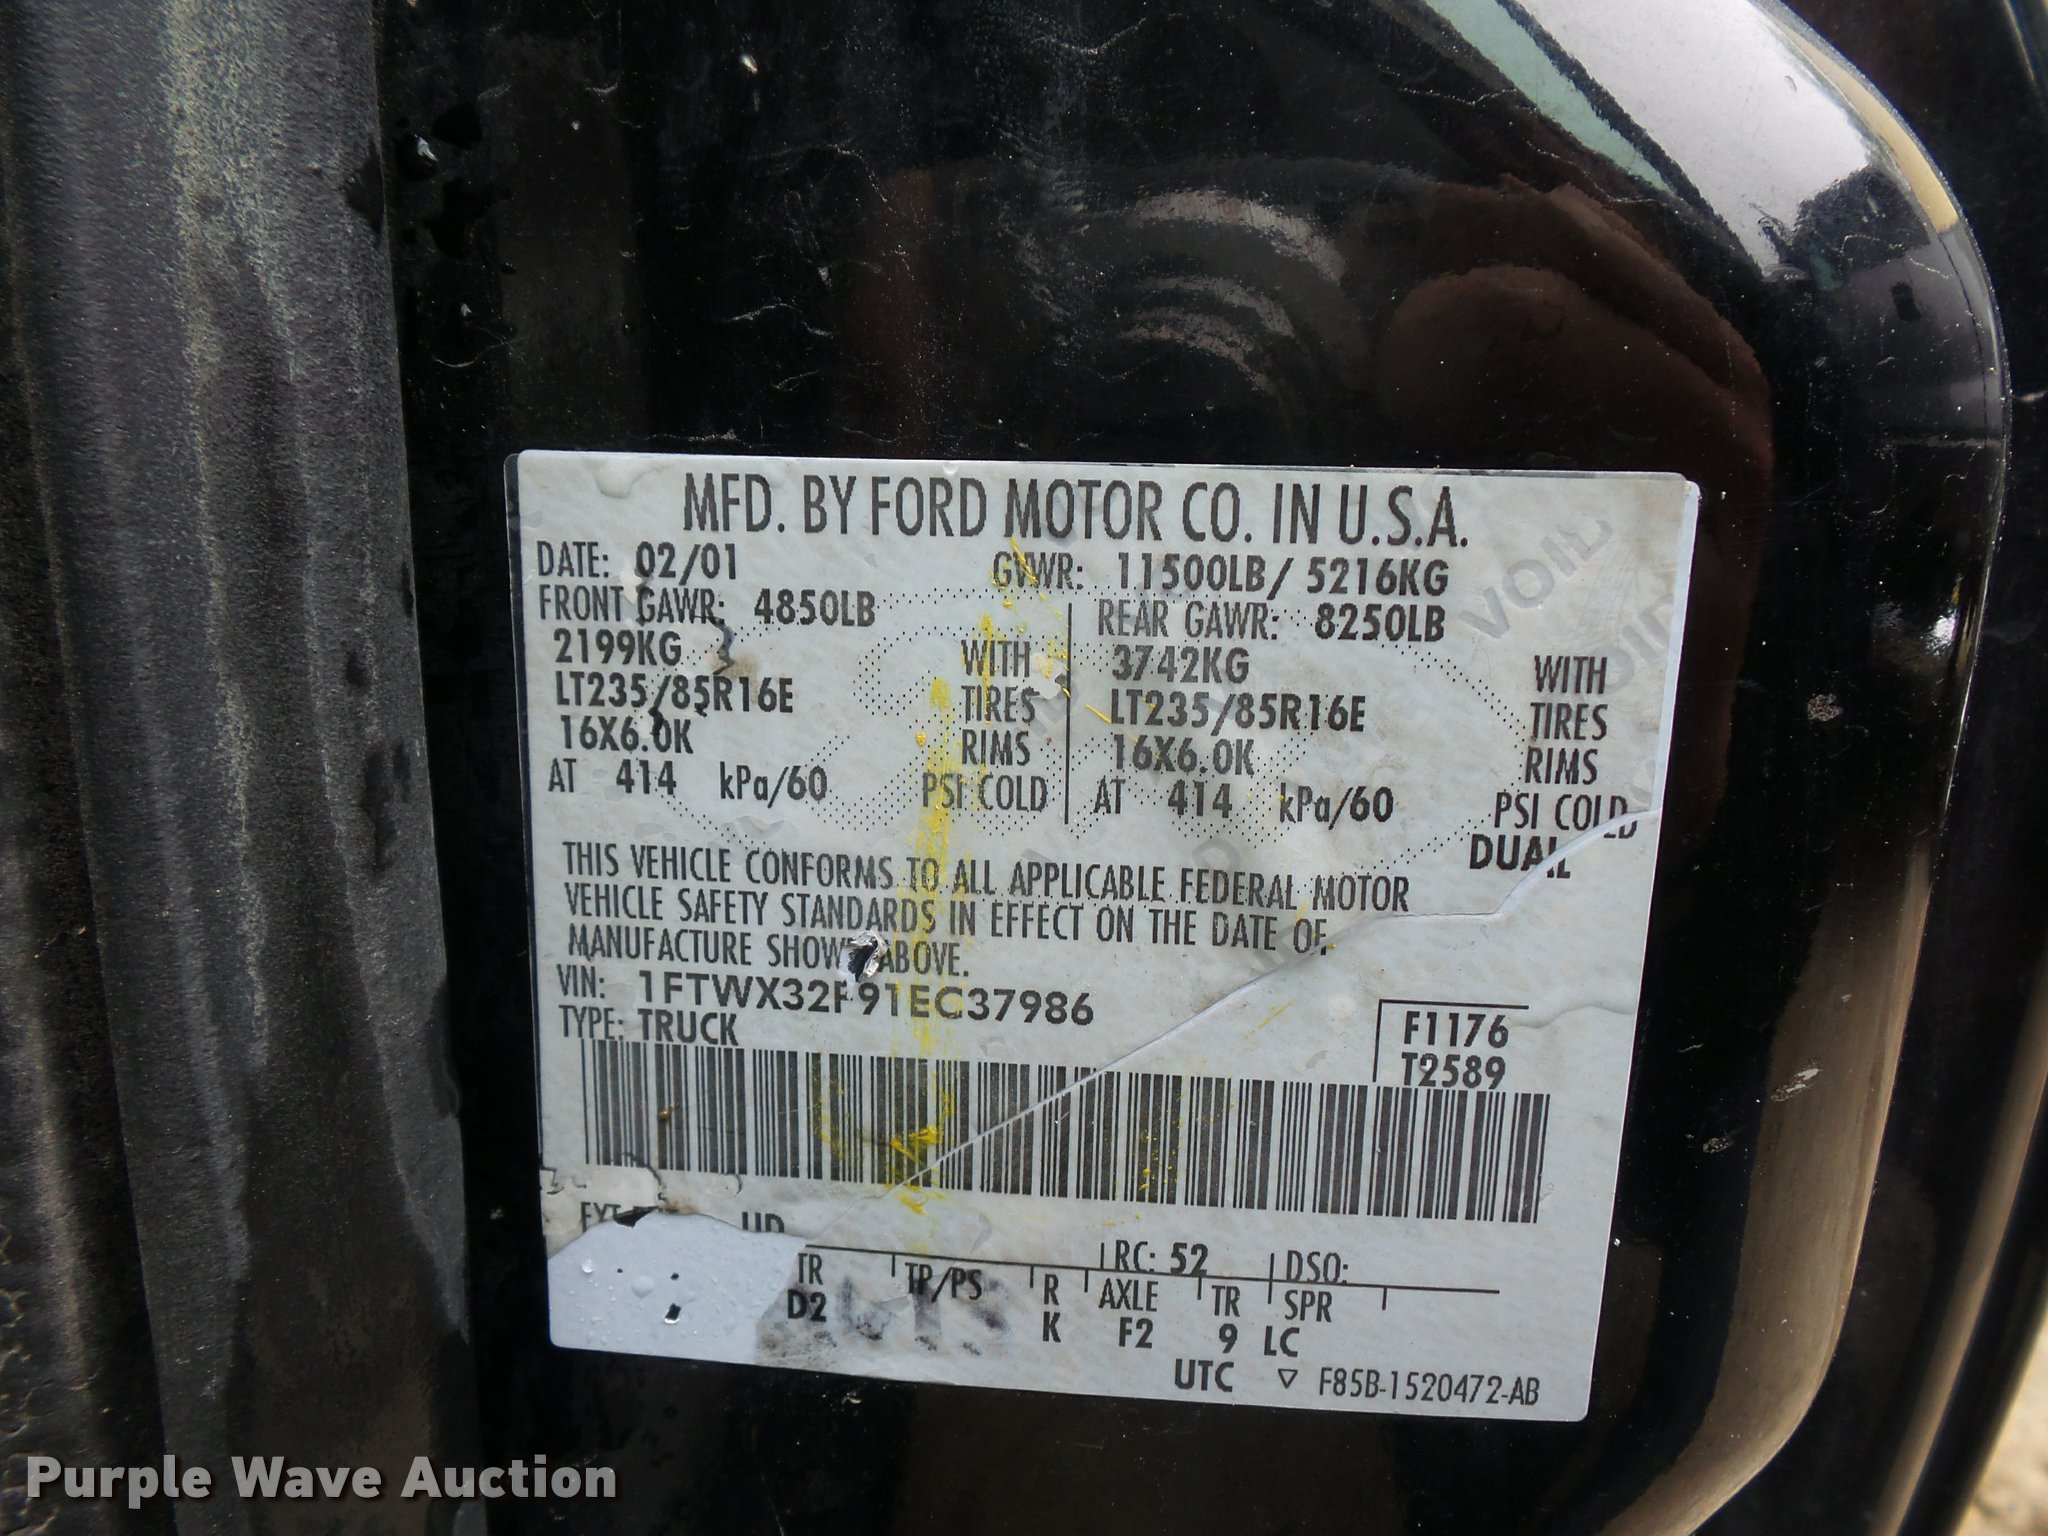 MFD. BY FORD MOTOR CO. IN U.S.A.
DATE: 02/01 GVWR: 11500LB/ 5216KG
FRONT GAWR: 4850LB REAR GAWR: 8250LB
2199KG WITH 3742KG WITH
LT235/85R16E TIRES LT235/85R16E TIRES
16X6.0K RIMS 16X6.0K RIMS
AT 414 kPa/60 PSI COLD AT 414 kPa/60 PSI COLD
DUAL
THIS VEHICLE CONFORMS TO ALL APPLICABLE FEDERAL MOTOR
VEHICLE SAFETY STANDARDS IN EFFECT ON THE DATE OF
MANUFACTURE SHOWN ABOVE.
VIN: 1FTWX32F91EC37986
TYPE: TRUCK
F1176
T2589
EXT UD RC: 52 DSO:
TR TP/PS R AXLE TR SPR
D2 K F2 9 LC
UTC ▽ F85B-1520472-AB
VOID
Purple Wave Auction